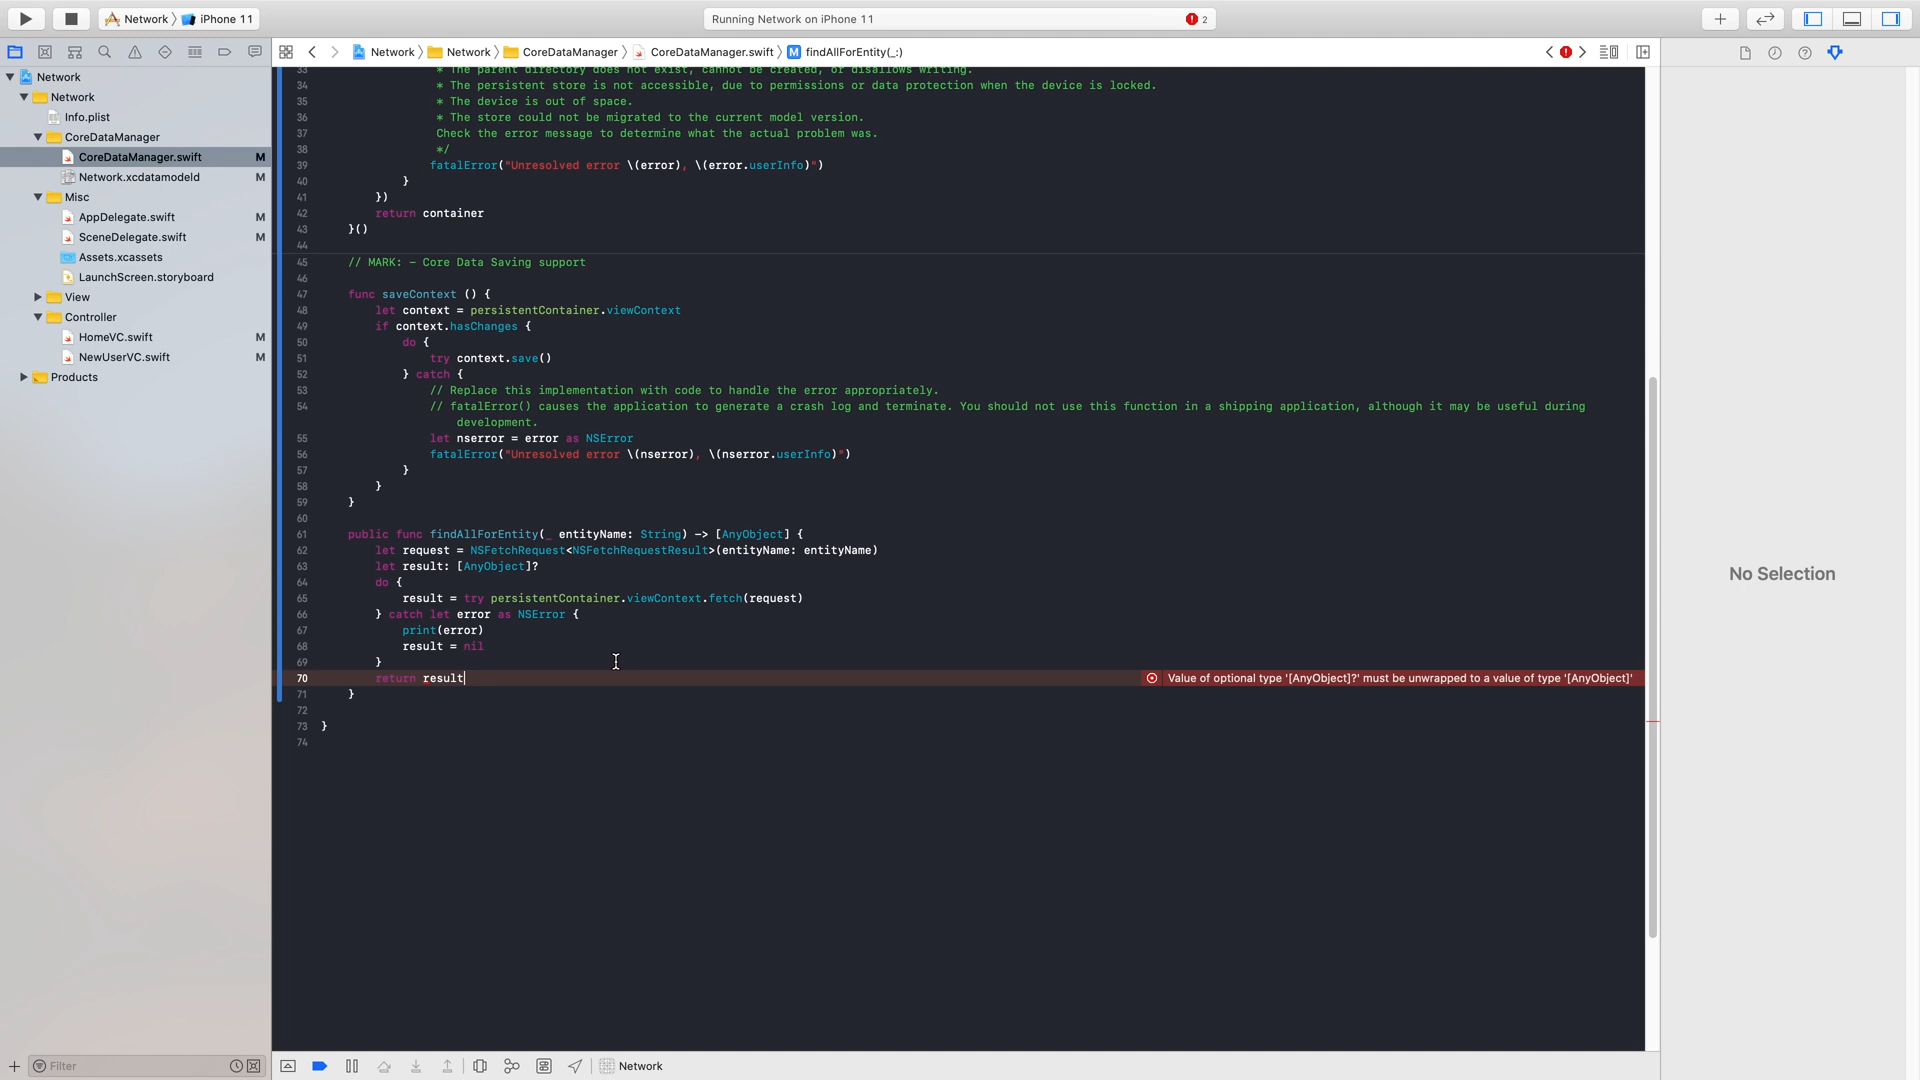 Network
iPhone 11
Running Network on iPhone 11
2
Network
Network
CoreDataManager
CoreDataManager.swift
M
findAllForEntity(_:)
Network
Network
Info.plist
CoreDataManager
CoreDataManager.swift M
Network.xcdatamodeld M
Misc
AppDelegate.swift M
SceneDelegate.swift M
Assets.xcassets
LaunchScreen.storyboard
View
Controller
HomeVC.swift M
NewUserVC.swift M
Products
33 * The parent directory does not exist, cannot be created, or disallows writing.
34 * The persistent store is not accessible, due to permissions or data protection when the device is locked.
35 * The device is out of space.
36 * The store could not be migrated to the current model version.
37 Check the error message to determine what the actual problem was.
38 */
39 fatalError("Unresolved error \(error), \(error.userInfo)")
40 }
41 })
42 return container
43 }()
44
45 // MARK: - Core Data Saving support
46
47 func saveContext () {
48 let context = persistentContainer.viewContext
49 if context.hasChanges {
50 do {
51 try context.save()
52 } catch {
53 // Replace this implementation with code to handle the error appropriately.
54 // fatalError() causes the application to generate a crash log and terminate. You should not use this function in a shipping application, although it may be useful during
development.
55 let nserror = error as NSError
56 fatalError("Unresolved error \(nserror), \(nserror.userInfo)")
57 }
58 }
59 }
60
61 public func findAllForEntity(_ entityName: String) -> [AnyObject] {
62 let request = NSFetchRequest<NSFetchRequestResult>(entityName: entityName)
63 let result: [AnyObject]?
64 do {
65 result = try persistentContainer.viewContext.fetch(request)
66 } catch let error as NSError {
67 print(error)
68 result = nil
69 }
70 return result Value of optional type '[AnyObject]?' must be unwrapped to a value of type '[AnyObject]'
71 }
72
73 }
74
No Selection
Filter
Network